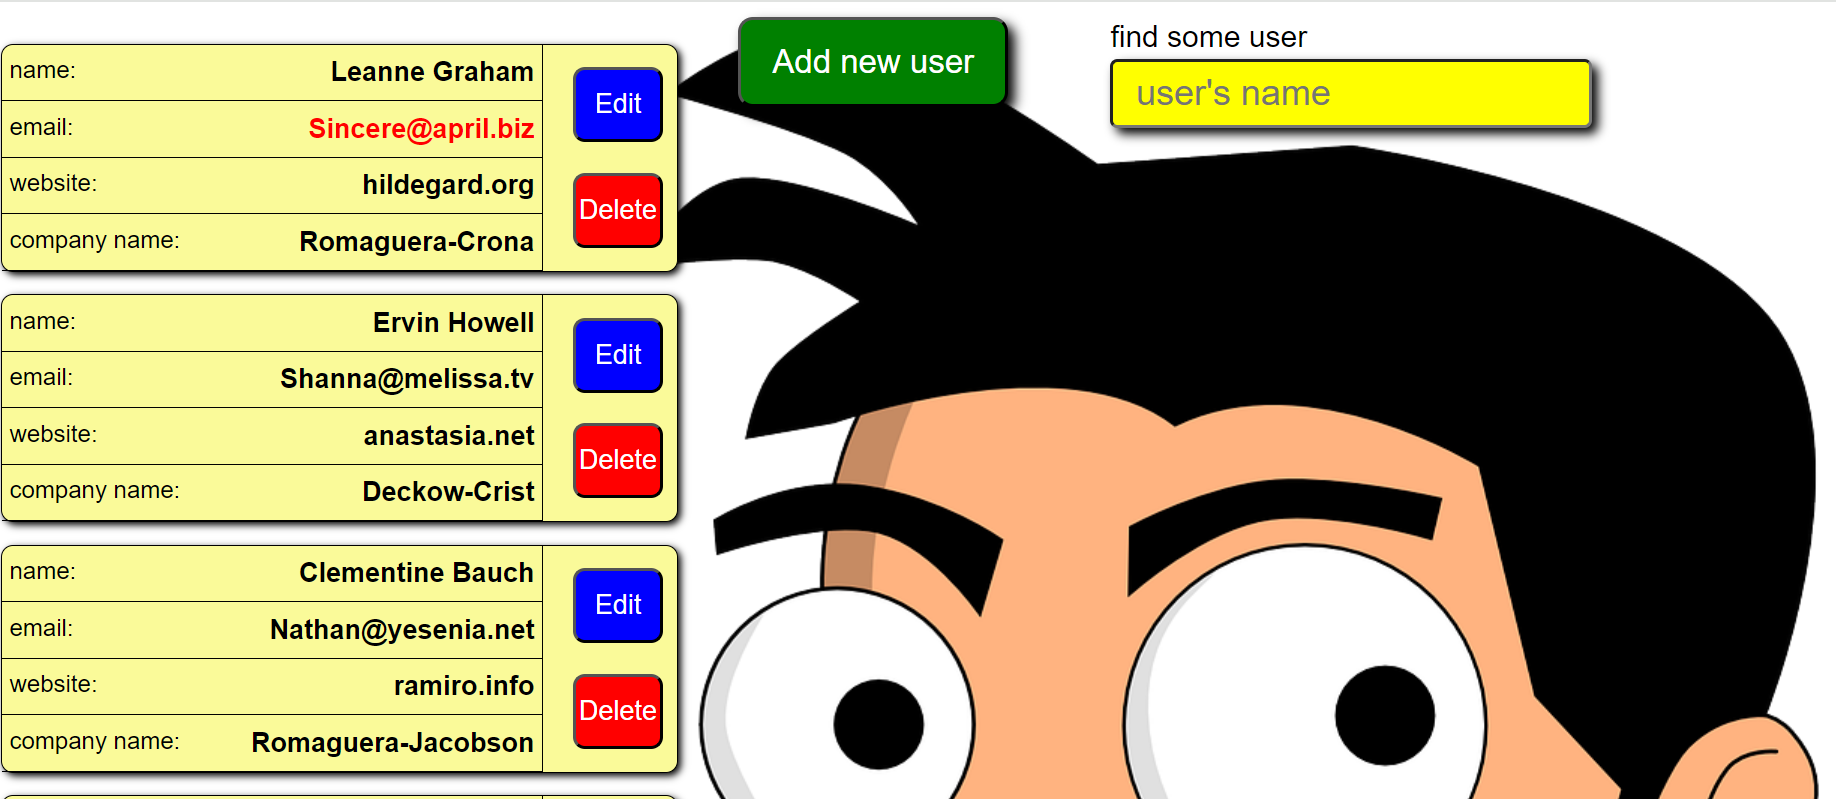 Add new user
find some user
user's name
name: Leanne Graham
email: Sincere@april.biz
website: hildegard.org
company name: Romaguera-Crona
Edit
Delete
name: Ervin Howell
email: Shanna@melissa.tv
website: anastasia.net
company name: Deckow-Crist
Edit
Delete
name: Clementine Bauch
email: Nathan@yesenia.net
website: ramiro.info
company name: Romaguera-Jacobson
Edit
Delete